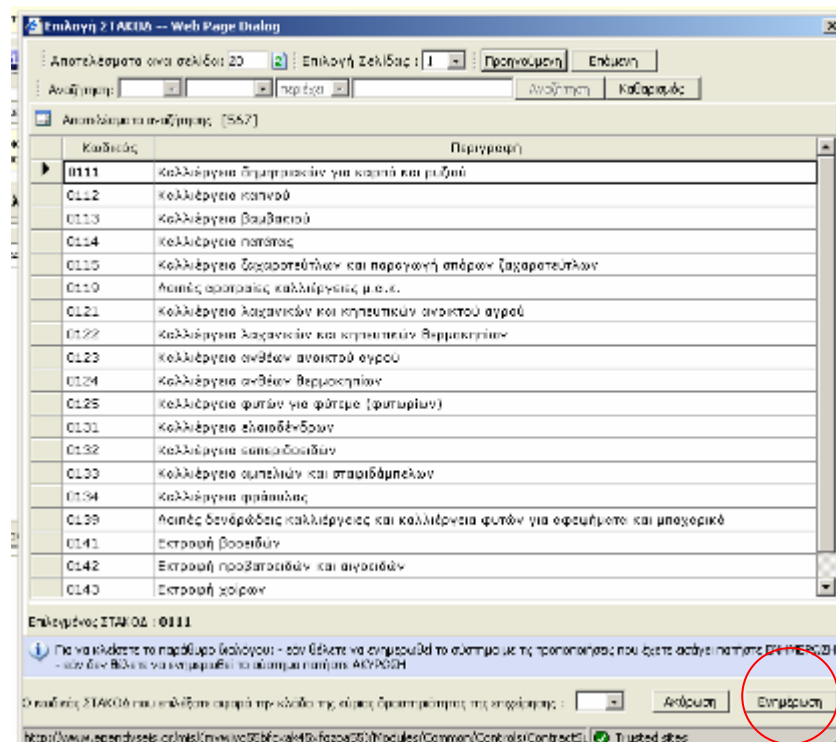 Επιλογή ΣΤΑΚΟΔ -- Web Page Dialog
Αποτελέσματα ανα σελίδα: 20 Επιλογή Σελίδας : 1 Προηγούμενη Επόμενη
Αναζήτηση: περιέχει Αναζήτηση Καθαρισμός
Αποτελέσματα αναζήτησης [567]
Κωδικός Περιγραφή
0111 Καλλιέργεια δημητριακών για καρπό και ρυζιού
0112 Καλλιέργεια καπνού
0113 Καλλιέργεια βαμβακιού
0114 Καλλιέργεια πατάτας
0115 Καλλιέργεια ζαχαροτεύτλων και παραγωγή σπόρων ζαχαροτεύτλων
0119 Λοιπές αροτραίες καλλιέργειες μ.α.κ.
0121 Καλλιέργεια λαχανικών και κηπευτικών ανοικτού αγρού
0122 Καλλιέργεια λαχανικών και κηπευτικών θερμοκηπίων
0123 Καλλιέργεια ανθέων ανοικτού αγρού
0124 Καλλιέργεια ανθέων θερμοκηπίων
0125 Καλλιέργεια φυτών για φύτεμα (φυτωρίων)
0131 Καλλιέργεια ελαιοδένδρων
0132 Καλλιέργεια εσπεριδοειδών
0133 Καλλιέργεια αμπελιών και σταφιδάμπελων
0134 Καλλιέργεια φράουλας
0139 Λοιπές δενδρώδεις καλλιέργειες και καλλιέργεια φυτών για αφεψήματα και μπαχαρικά
0141 Εκτροφή βοοειδών
0142 Εκτροφή προβατοειδών και αιγοειδών
0143 Εκτροφή χοίρων
Επιλεγμένος ΣΤΑΚΟΔ : 0111
Για να κλείσετε το παράθυρο διαλόγου: - εάν θέλετε να ενημερωθεί το σύστημα με τις τροποποιήσεις που έχετε εισάγει πατήστε ΕΝΗΜΕΡΩΣΗ
- εάν δεν θέλετε να ενημερωθεί το σύστημα πατήστε ΑΚΥΡΩΣΗ
Ο κωδικός ΣΤΑΚΟΔ που επιλέξατε αφορά την κλάδο της κύριας δραστηριότητας της επιχείρησης : Ακύρωση Ενημέρωση
Trusted sites